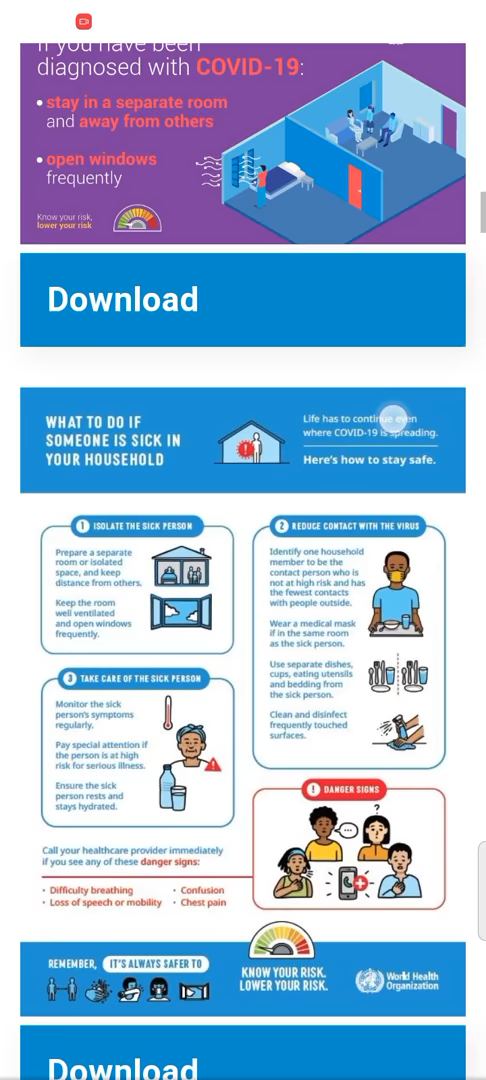 If you have been
diagnosed with COVID-19:
• stay in a separate room
and away from others
• open windows
frequently
Know your risk,
lower your risk
Download
WHAT TO DO IF
SOMEONE IS SICK IN
YOUR HOUSEHOLD
Life has to continue even
where COVID-19 is spreading.
Here's how to stay safe.
1 ISOLATE THE SICK PERSON
Prepare a separate
room or isolated
space, and keep
distance from others.
Keep the room
well ventilated
and open windows
frequently.
2 REDUCE CONTACT WITH THE VIRUS
Identify one household
member to be the
contact person who is
not at high risk and has
the fewest contacts
with people outside.
Wear a medical mask
if in the same room
as the sick person.
Use separate dishes,
cups, eating utensils
and bedding from
the sick person.
Clean and disinfect
frequently touched
surfaces.
3 TAKE CARE OF THE SICK PERSON
Monitor the sick
person's symptoms
regularly.
Pay special attention if
the person is at high
risk for serious illness.
Ensure the sick
person rests and
stays hydrated.
! DANGER SIGNS
?
Call your healthcare provider immediately
if you see any of these danger signs:
• Difficulty breathing
• Loss of speech or mobility
• Confusion
• Chest pain
REMEMBER, IT'S ALWAYS SAFER TO
KNOW YOUR RISK.
LOWER YOUR RISK.
World Health
Organization
Download